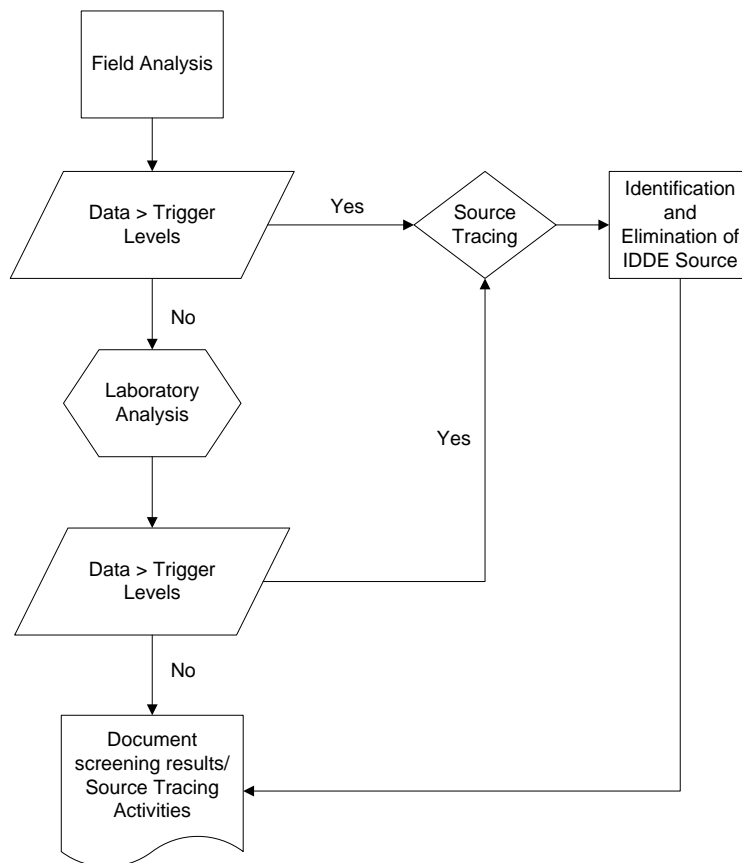 Field Analysis
Data > Trigger
Levels
Yes
Source
Tracing
Identification
and
Elimination of
IDDE Source
No
Laboratory
Analysis
Yes
Data > Trigger
Levels
No
Document
screening results/
Source Tracing
Activities